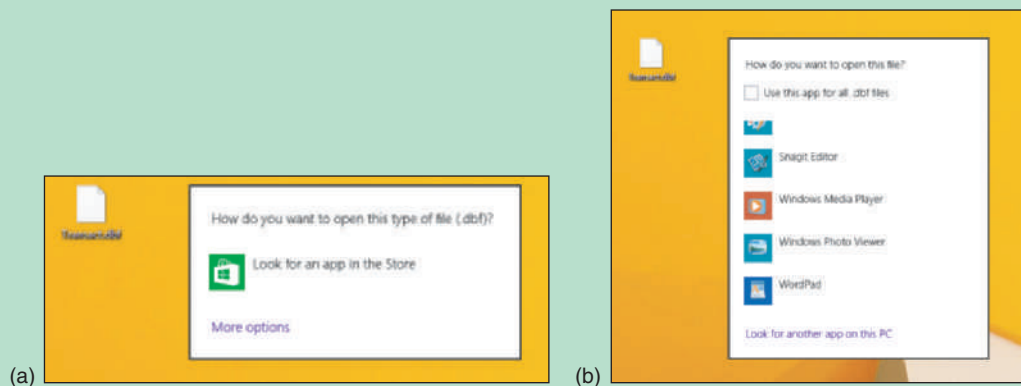 How do you want to open this type of file (.dbf)?
Look for an app in the Store
More options
(a)
How do you want to open this file?
Use this app for all .dbf files
Snagit Editor
Windows Media Player
Windows Photo Viewer
WordPad
Look for another app on this PC
(b)